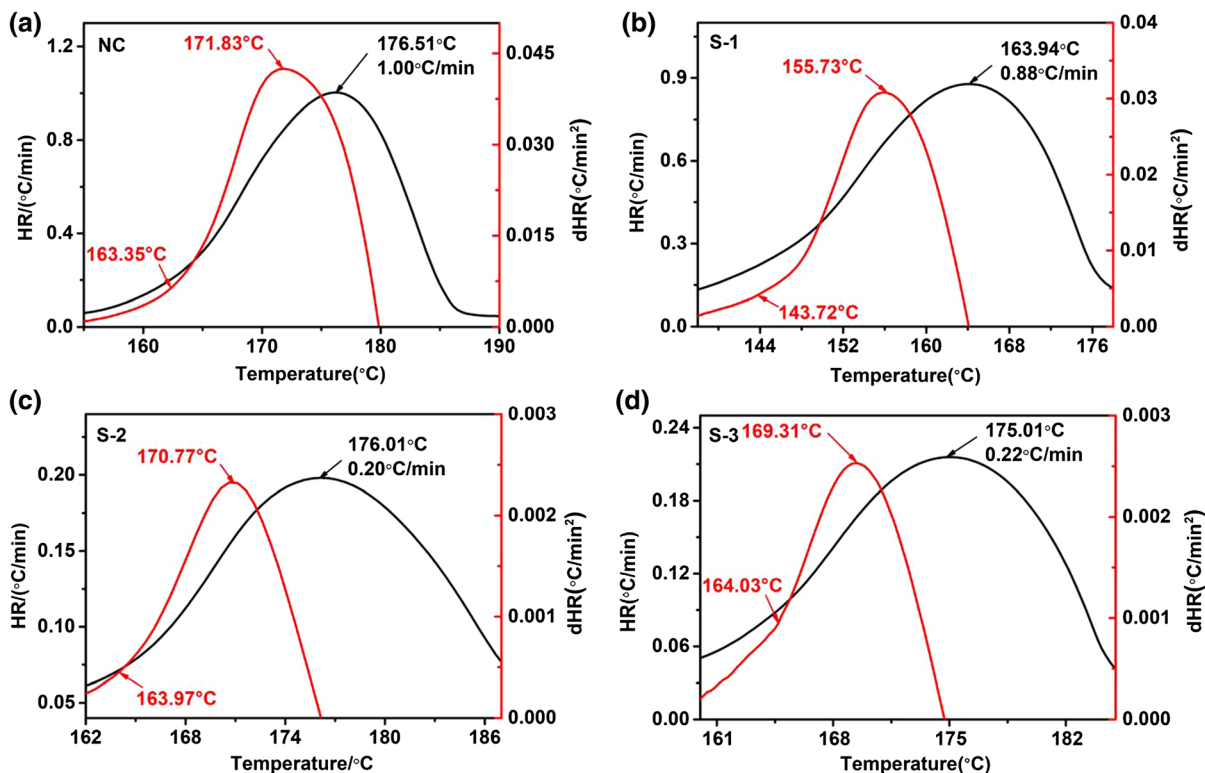 (a)
NC
171.83°C
176.51°C
1.00°C/min
1.2
0.8
0.4
0.0
HR/(°C/min)
163.35°C
0.045
0.030
0.015
0.000
dHR(°C/min²)
160
170
180
190
Temperature(°C)
(b)
S-1
155.73°C
163.94°C
0.88°C/min
0.9
0.6
0.3
0.0
HR(°C/min)
143.72°C
0.04
0.03
0.02
0.01
0.00
dHR(°C/min²)
144
152
160
168
176
Temperature(°C)
(c)
S-2
170.77°C
176.01°C
0.20°C/min
0.20
0.15
0.10
0.05
HR/(°C/min)
163.97°C
0.003
0.002
0.001
0.000
dHR(°C/min²)
162
168
174
180
186
Temperature/°C
(d)
S-3
169.31°C
175.01°C
0.22°C/min
0.24
0.18
0.12
0.06
0.00
HR(°C/min)
164.03°C
0.003
0.002
0.001
0.000
dHR(°C/min²)
161
168
175
182
Temperature(°C)